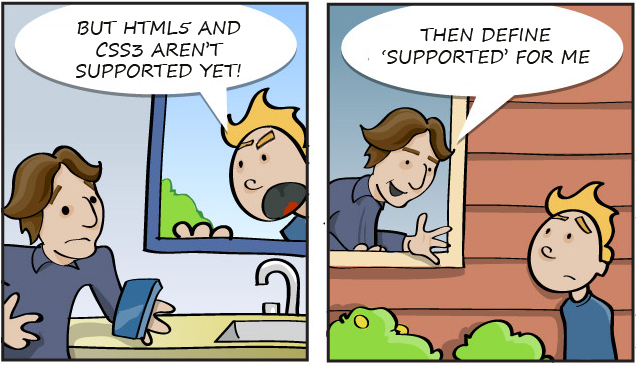 BUT HTML5 AND
CSS3 AREN'T
SUPPORTED YET!
THEN DEFINE
'SUPPORTED' FOR ME